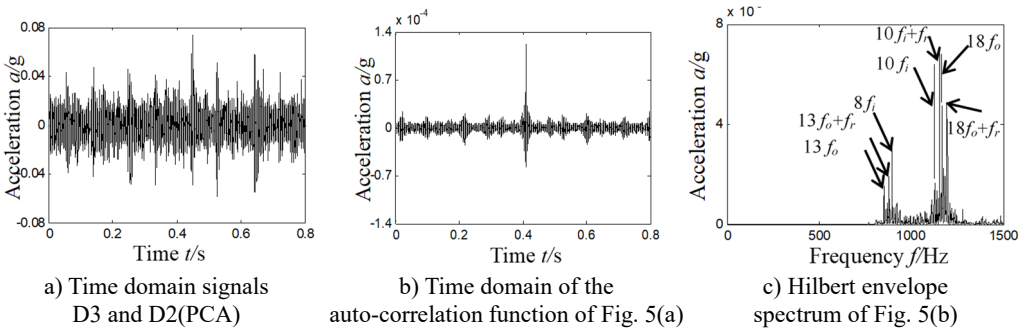 0.08
0.04
0
0.04
-0.08
0
0.2
0.4
0.6
0.8
Acceleration a/g
Time t/s
a) Time domain signals
D3 and D2(PCA)
x 10⁻⁴
1.4
0.7
0
-0.7
-1.4
0
0.2
0.4
0.6
0.8
Acceleration a/g
Time t/s
b) Time domain of the
auto-correlation function of Fig. 5(a)
8 x 10⁻
4
0
0
500
1000
1500
Acceleration a/g
Frequency f/Hz
10 fᵢ+fᵣ
18 fₒ
10 fᵢ
8 fᵢ
13 fₒ+fᵣ
18 fₒ+fᵣ
13 fₒ
c) Hilbert envelope
spectrum of Fig. 5(b)